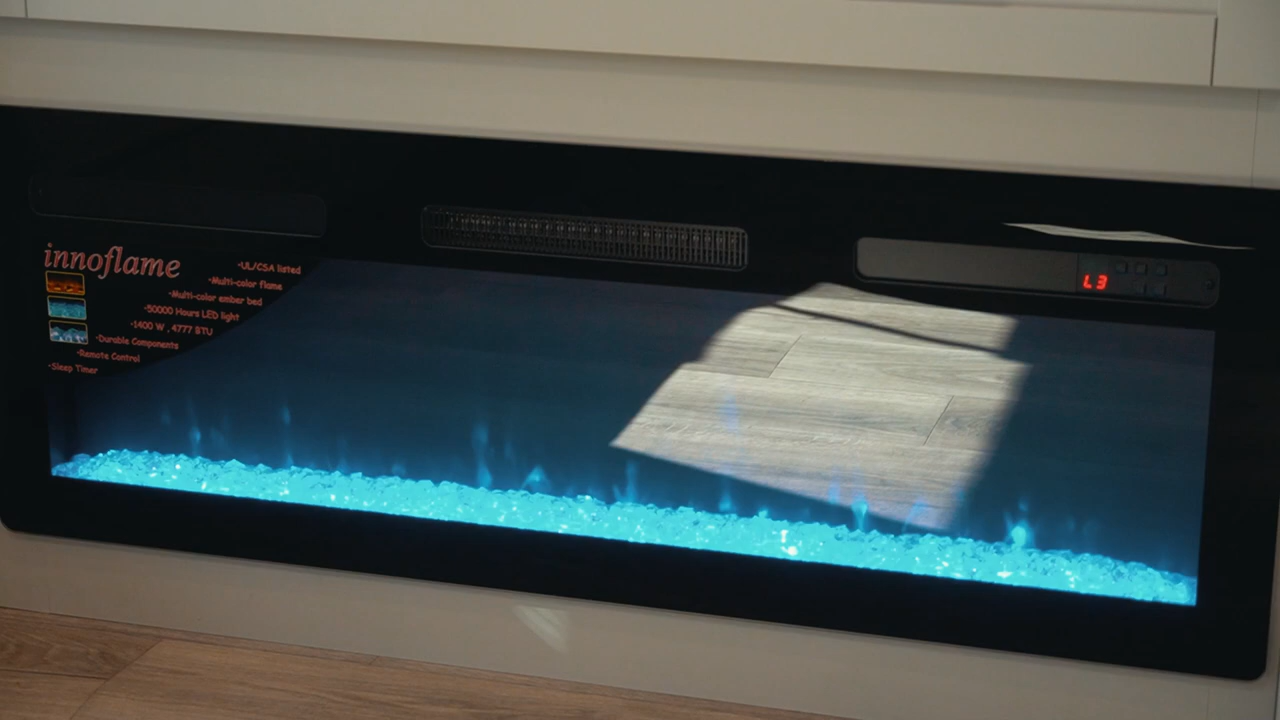 innoflame
-UL/CSA listed
-Multi-color flame
-Multi-color ember bed
-50000 Hours LED light
-1400 W , 4777 BTU
-Durable Components
-Remote Control
-Sleep Timer
L3